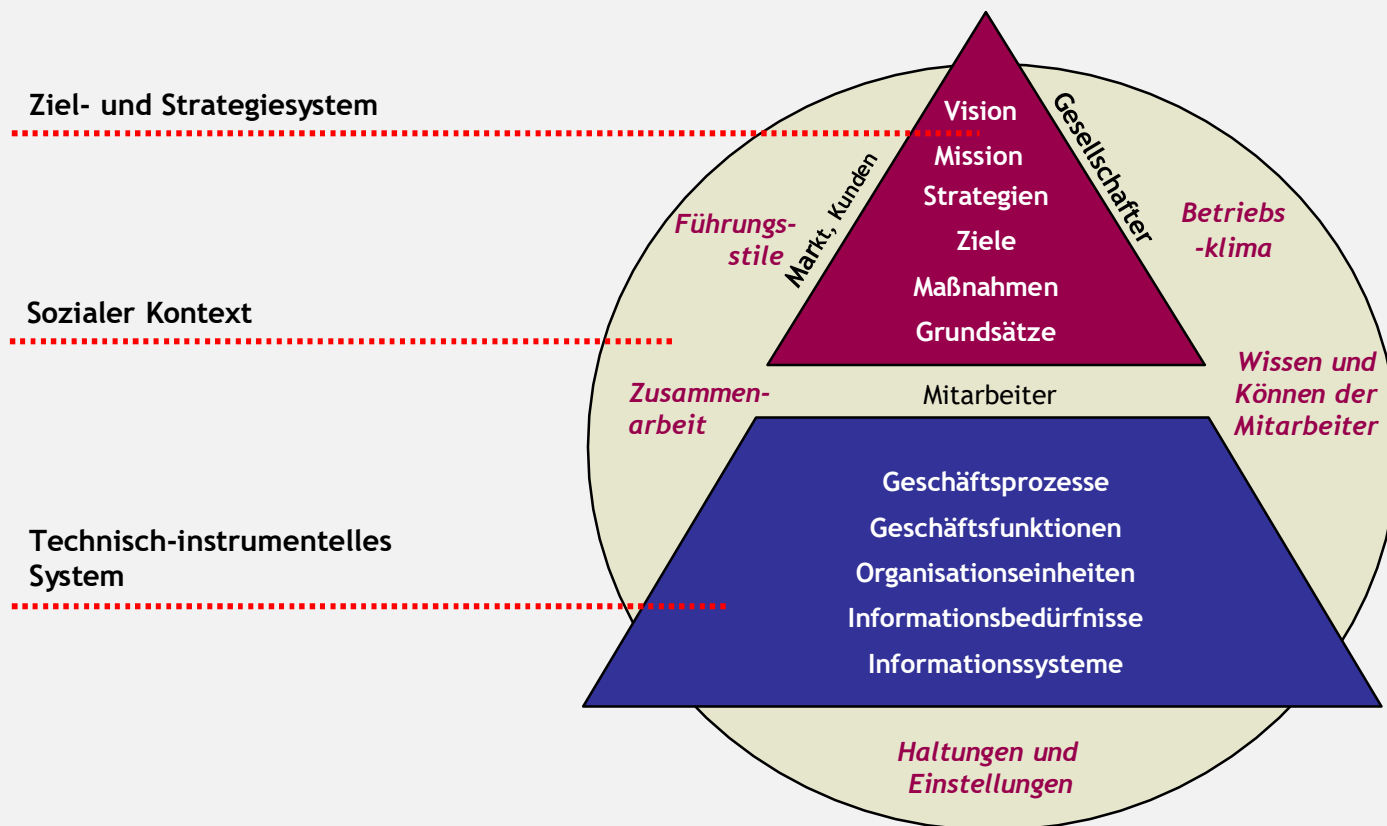 Ziel- und Strategiesystem
Sozialer Kontext
Technisch-instrumentelles
System
Vision
Mission
Strategien
Ziele
Maßnahmen
Grundsätze
Markt, Kunden
Gesellschafter
Mitarbeiter
Führungs-
stile
Betriebs
-klima
Zusammen-
arbeit
Wissen und
Können der
Mitarbeiter
Geschäftsprozesse
Geschäftsfunktionen
Organisationseinheiten
Informationsbedürfnisse
Informationssysteme
Haltungen und
Einstellungen